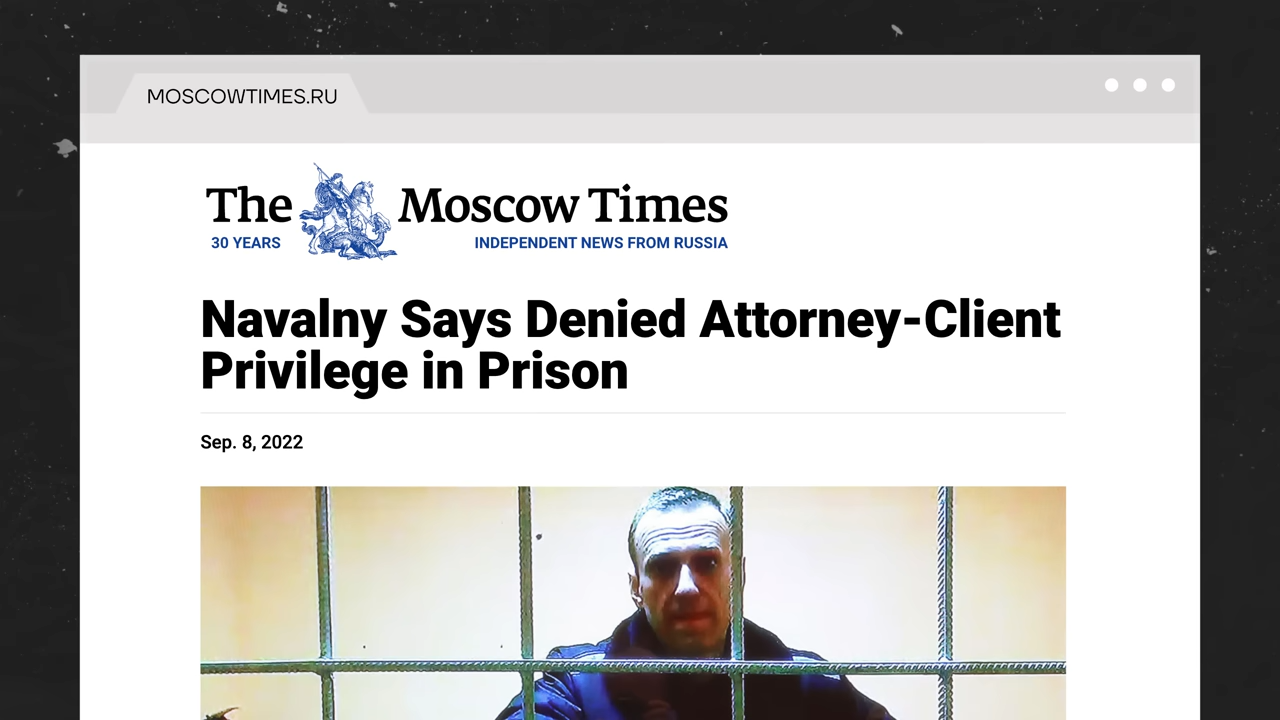 MOSCOWTIMES.RU
The Moscow Times
30 YEARS INDEPENDENT NEWS FROM RUSSIA
Navalny Says Denied Attorney-Client
Privilege in Prison
Sep. 8, 2022